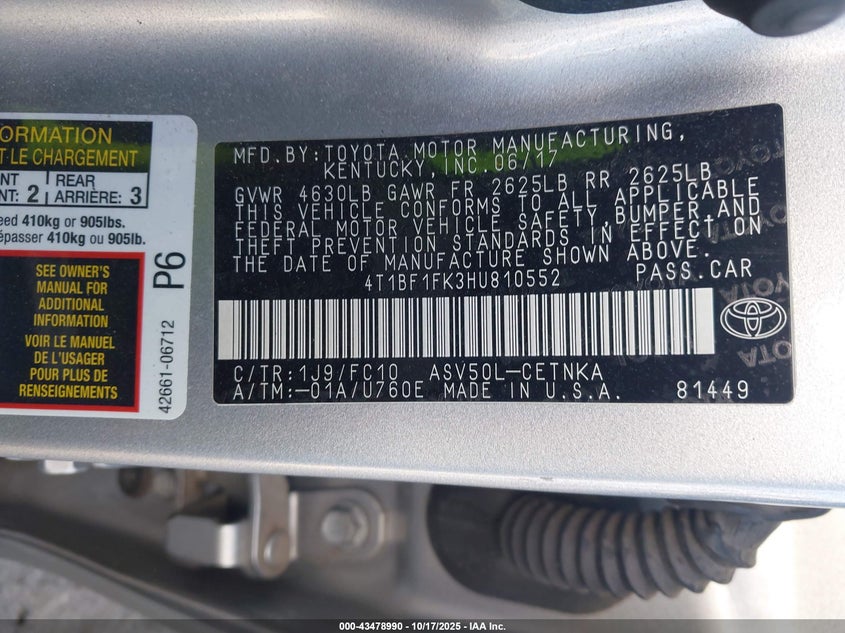 ORMATION
T LE CHARGEMENT
NT
NT: 2
REAR
ARRIÈRE: 3
eed 410kg or 905lbs.
épasser 410kg ou 905lb.
SEE OWNER'S
MANUAL FOR
ADDITIONAL
INFORMATION
VOIR LE MANUEL
DE L'USAGER
POUR PLUS DE
RENSEIGNEMENTS
P6
42661-06712
MFD.BY:TOYOTA MOTOR MANUFACTURING,
KENTUCKY, INC.06/17
GVWR 4630LB GAWR FR 2625LB RR 2625LB
THIS VEHICLE CONFORMS TO ALL APPLICABLE
FEDERAL MOTOR VEHICLE SAFETY,BUMPER,AND
THEFT PREVENTION STANDARDS IN EFFECT ON
THE DATE OF MANUFACTURE SHOWN ABOVE.
4T1BF1FK3HU810552 PASS.CAR
C/TR:1J9/FC10 ASV50L-CETNKA
A/TM:-01A/U760E MADE IN U.S.A. 81449
TOYOTA
TOYOTA
TOYOTA
TOYOTA
000-43478990 - 10/17/2025 - IAA Inc.